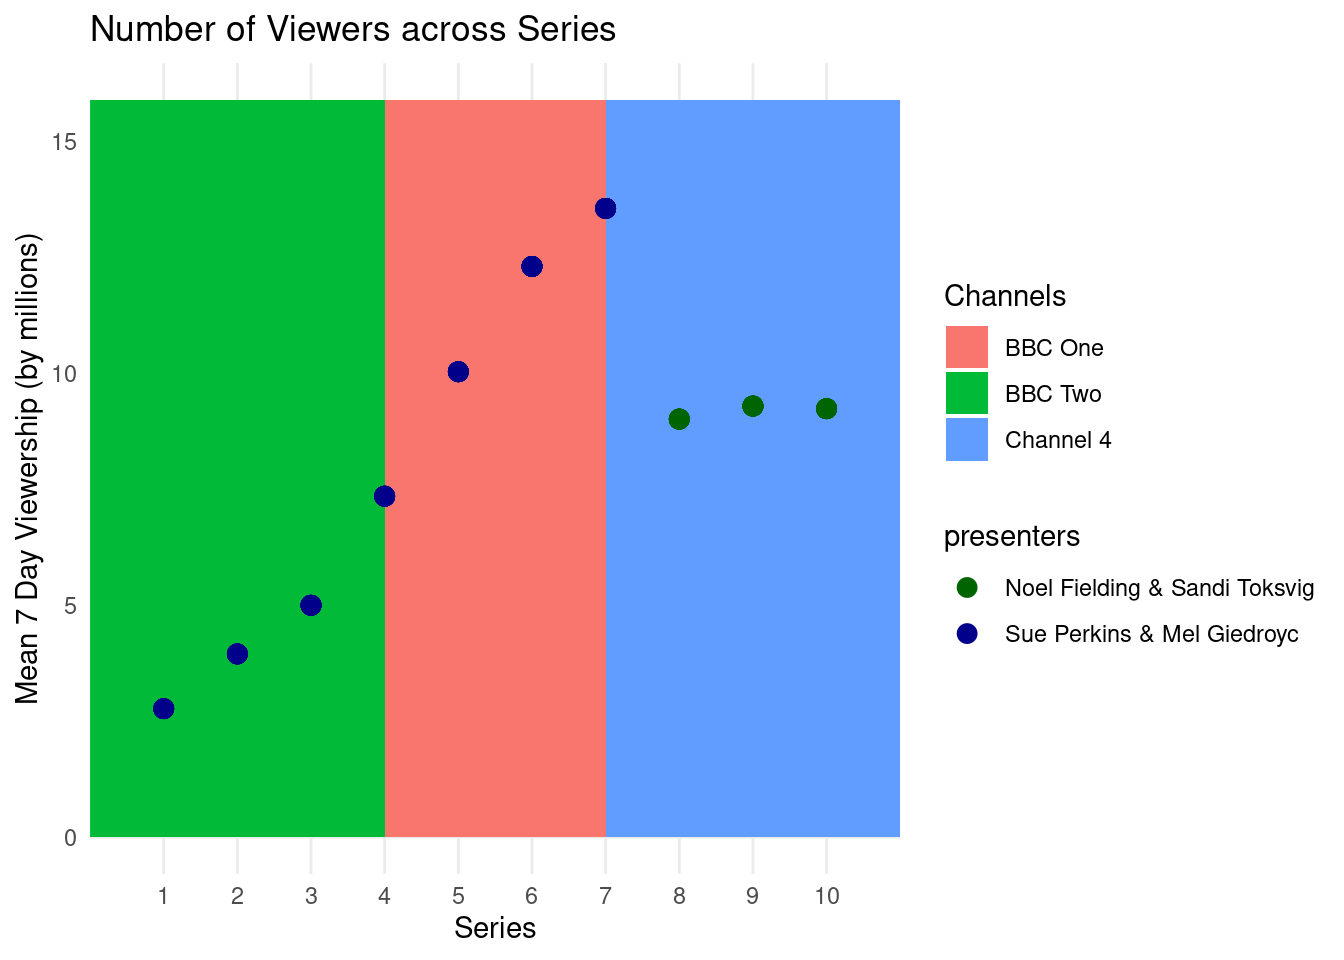 Number of Viewers across Series
Mean 7 Day Viewership (by millions)
15
10
5
0
1 2 3 4 5 6 7 8 9 10
Series
Channels
BBC One
BBC Two
Channel 4
presenters
Noel Fielding & Sandi Toksvig
Sue Perkins & Mel Giedroyc